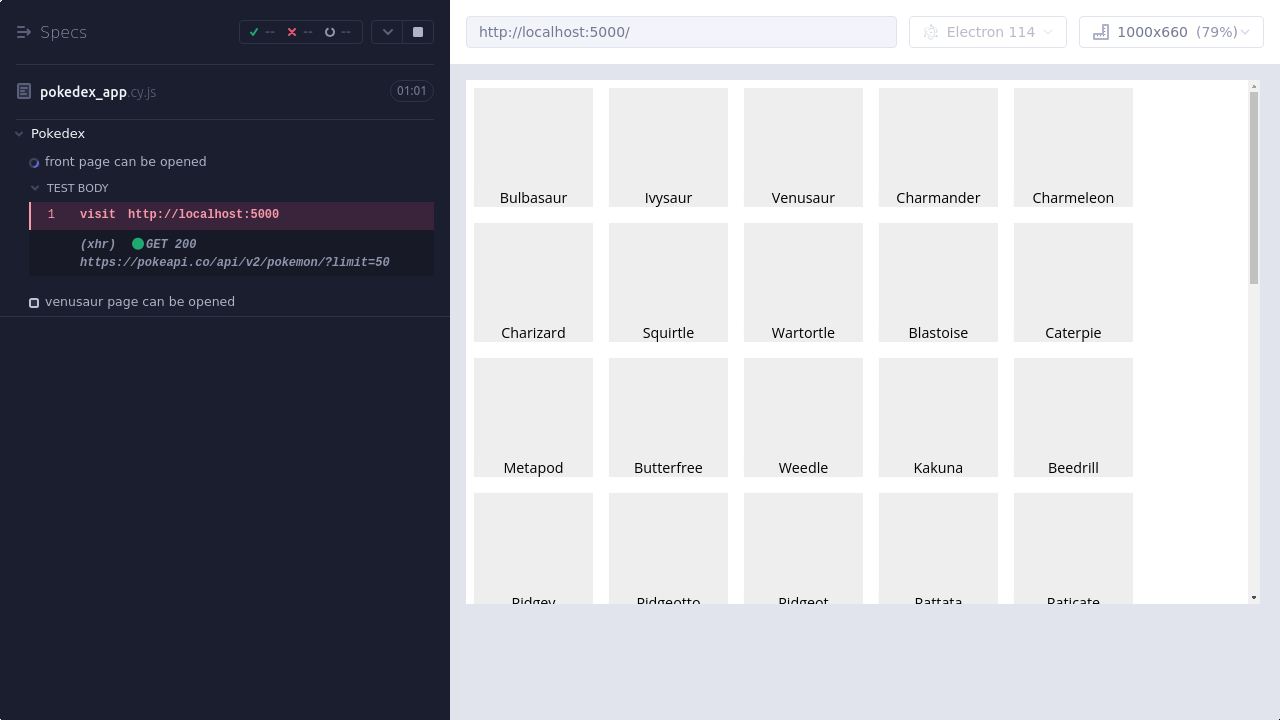 Specs
--
--
--
http://localhost:5000/
Electron 114
1000x660 (79%)
pokedex_app.cy.js
01:01
Pokedex
front page can be opened
TEST BODY
1 visit http://localhost:5000
(xhr) GET 200
https://pokeapi.co/api/v2/pokemon/?limit=50
venusaur page can be opened
Bulbasaur Ivysaur Venusaur Charmander Charmeleon
Charizard Squirtle Wartortle Blastoise Caterpie
Metapod Butterfree Weedle Kakuna Beedrill
Pidgey Pidgeotto Pidgeot Rattata Raticate